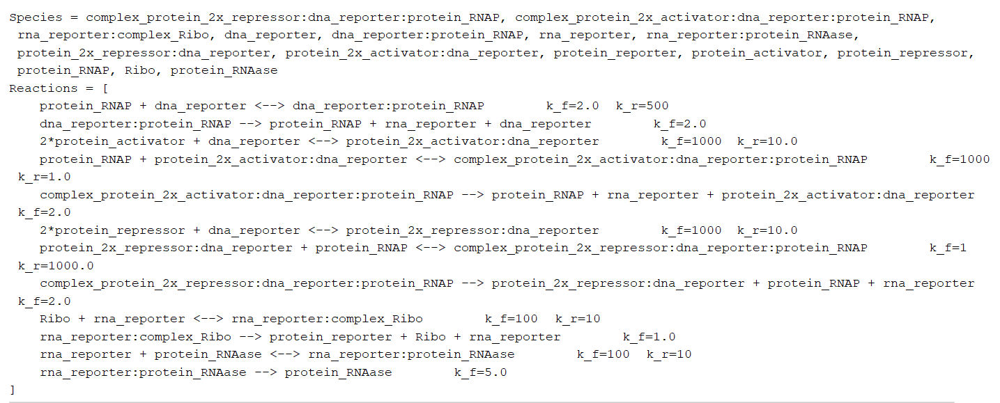 Species = complex_protein_2x_repressor:dna_reporter:protein_RNAP, complex_protein_2x_activator:dna_reporter:protein_RNAP,
rna_reporter:complex_Ribo, dna_reporter, dna_reporter:protein_RNAP, rna_reporter, rna_reporter:protein_RNAase,
protein_2x_repressor:dna_reporter, protein_2x_activator:dna_reporter, protein_reporter, protein_activator, protein_repressor,
protein_RNAP, Ribo, protein_RNAase
Reactions = [
protein_RNAP + dna_reporter <--> dna_reporter:protein_RNAP k_f=2.0 k_r=500
dna_reporter:protein_RNAP --> protein_RNAP + rna_reporter + dna_reporter k_f=2.0
2*protein_activator + dna_reporter <--> protein_2x_activator:dna_reporter k_f=1000 k_r=10.0
protein_RNAP + protein_2x_activator:dna_reporter <--> complex_protein_2x_activator:dna_reporter:protein_RNAP k_f=1000
k_r=1.0
complex_protein_2x_activator:dna_reporter:protein_RNAP --> protein_RNAP + rna_reporter + protein_2x_activator:dna_reporter
k_f=2.0
2*protein_repressor + dna_reporter <--> protein_2x_repressor:dna_reporter k_f=1000 k_r=10.0
protein_2x_repressor:dna_reporter + protein_RNAP <--> complex_protein_2x_repressor:dna_reporter:protein_RNAP k_f=1
k_r=1000.0
complex_protein_2x_repressor:dna_reporter:protein_RNAP --> protein_2x_repressor:dna_reporter + protein_RNAP + rna_reporter
k_f=2.0
Ribo + rna_reporter <--> rna_reporter:complex_Ribo k_f=100 k_r=10
rna_reporter:complex_Ribo --> protein_reporter + Ribo + rna_reporter k_f=1.0
rna_reporter + protein_RNAase <--> rna_reporter:protein_RNAase k_f=100 k_r=10
rna_reporter:protein_RNAase --> protein_RNAase k_f=5.0
]